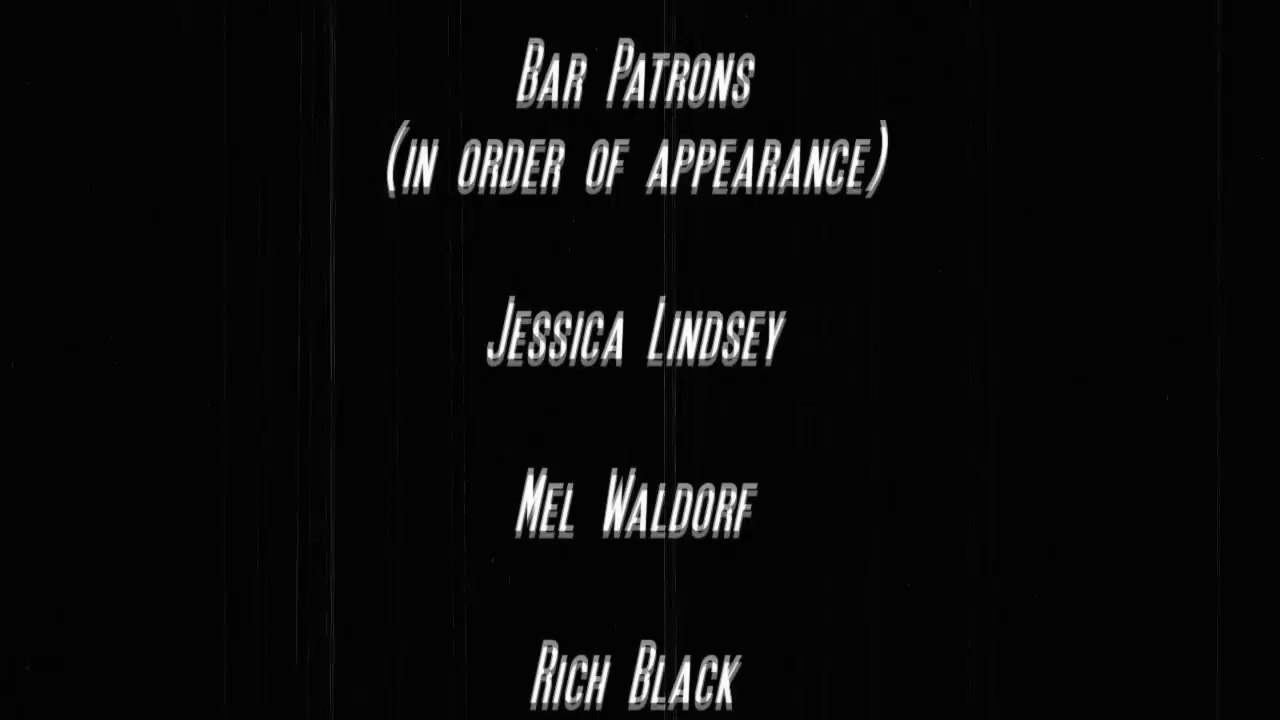 Bar Patrons
(in order of appearance)
Jessica Lindsey
Mel Waldorf
Rich Black